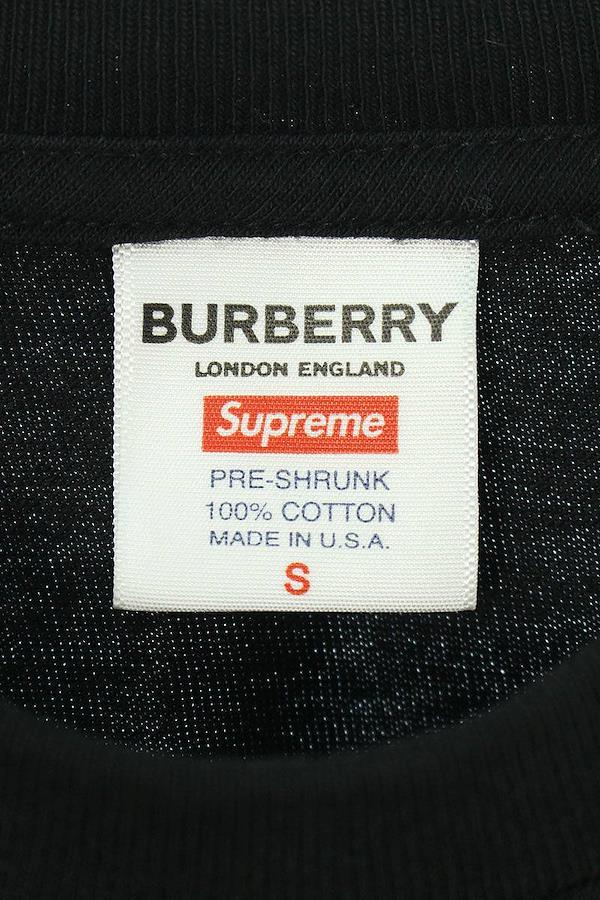 BURBERRY
LONDON ENGLAND
Supreme
PRE-SHRUNK
100% COTTON
MADE IN U.S.A.
S